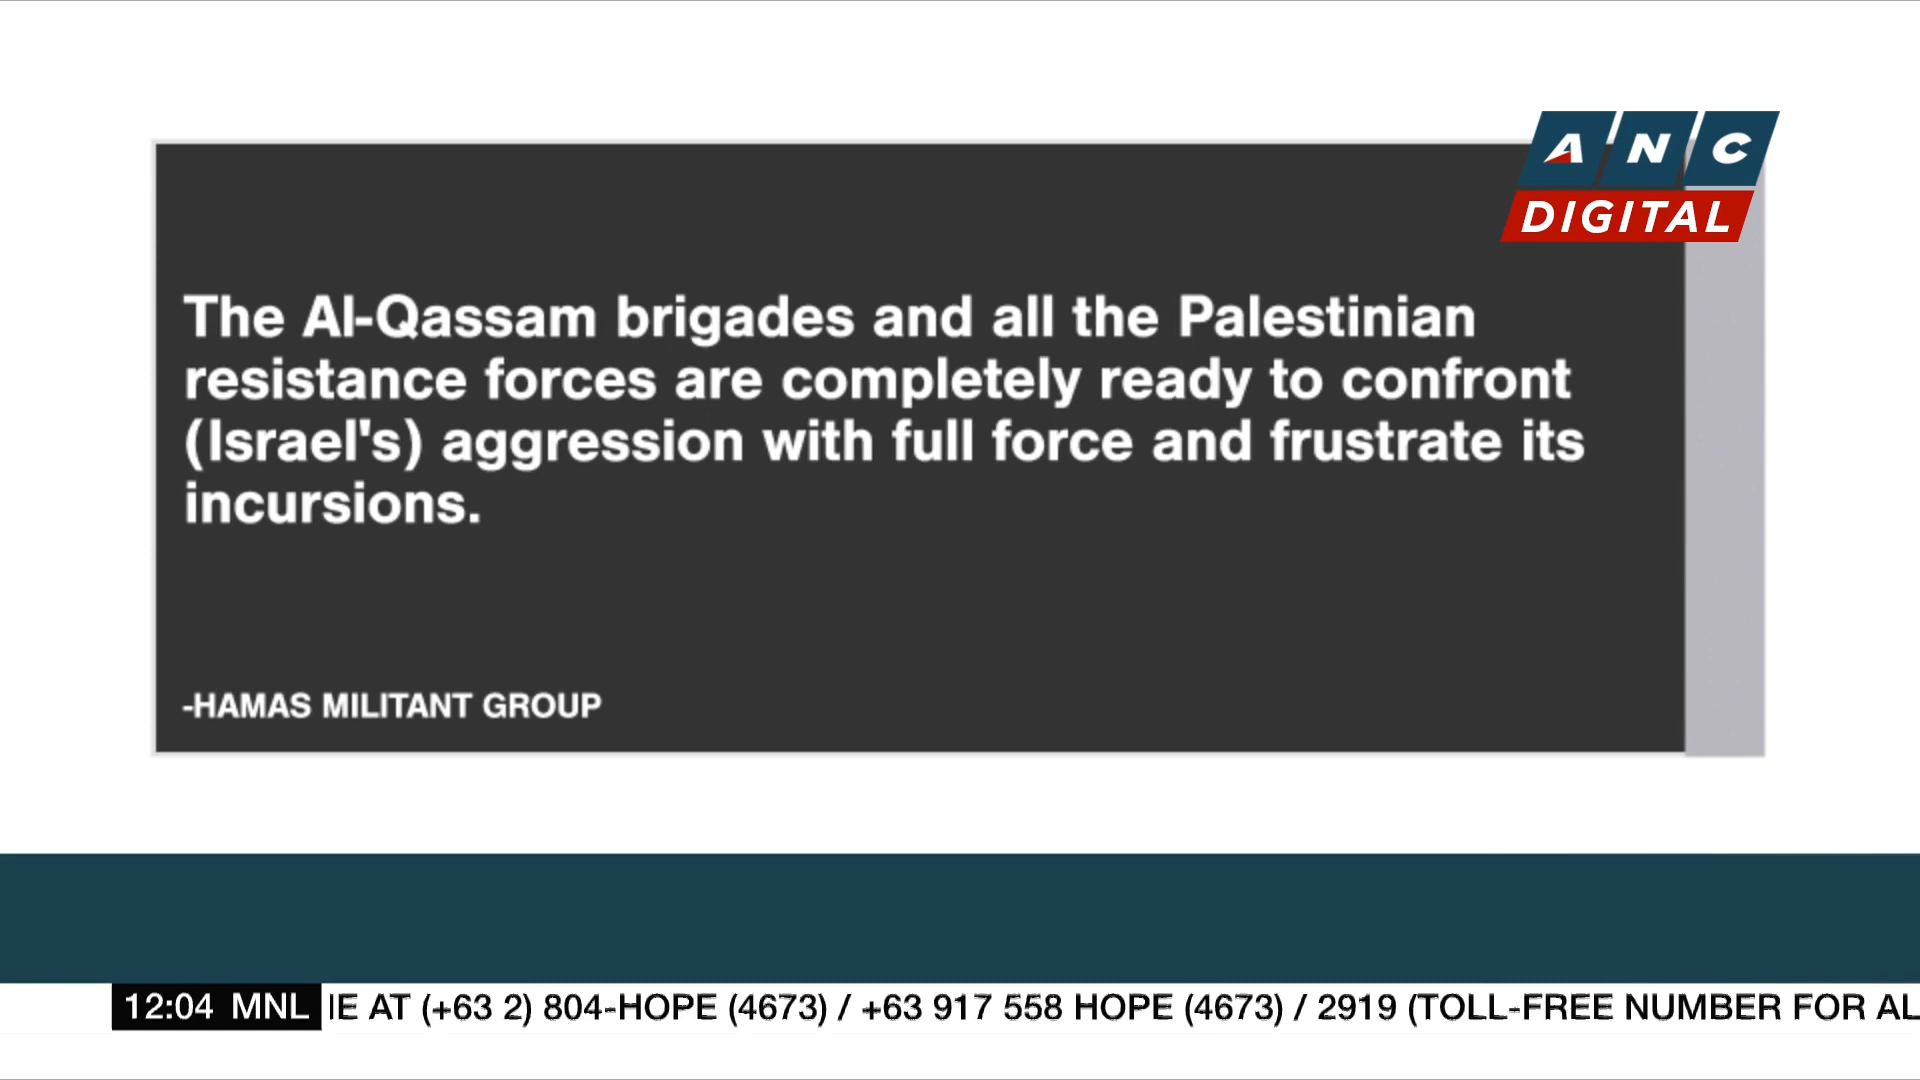 ANC
DIGITAL
The Al-Qassam brigades and all the Palestinian
resistance forces are completely ready to confront
(Israel's) aggression with full force and frustrate its
incursions.
-HAMAS MILITANT GROUP
12:04 MNL IE AT (+63 2) 804-HOPE (4673) / +63 917 558 HOPE (4673) / 2919 (TOLL-FREE NUMBER FOR AL